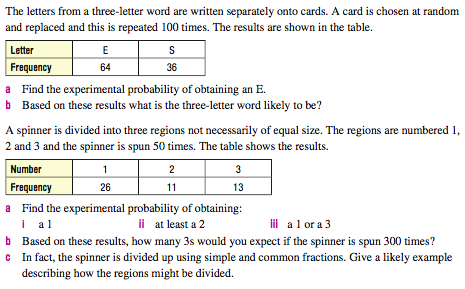 The letters from a three-letter word are written separately onto cards. A card is chosen at random
and replaced and this is repeated 100 times. The results are shown in the table.
Letter E S
Frequency 64 36
a Find the experimental probability of obtaining an E.
b Based on these results what is the three-letter word likely to be?
A spinner is divided into three regions not necessarily of equal size. The regions are numbered 1,
2 and 3 and the spinner is spun 50 times. The table shows the results.
Number 1 2 3
Frequency 26 11 13
a Find the experimental probability of obtaining:
i a 1 ii at least a 2 iii a 1 or a 3
b Based on these results, how many 3s would you expect if the spinner is spun 300 times?
c In fact, the spinner is divided up using simple and common fractions. Give a likely example
describing how the regions might be divided.